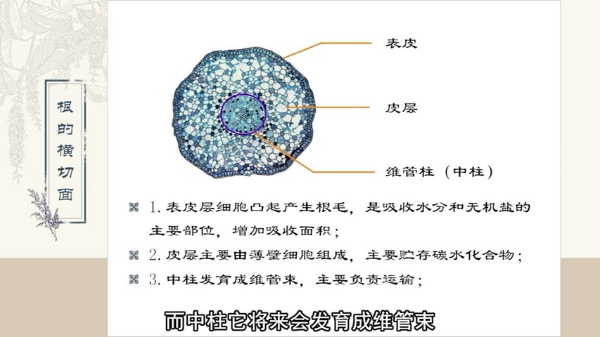 根的横切面
表皮
皮层
维管柱（中柱）
1. 表皮层细胞凸起产生根毛，是吸收水分和无机盐的
主要部位，增加吸收面积；
2. 皮层主要由薄壁细胞组成，主要贮存碳水化合物；
3. 中柱发育成维管束，主要负责运输；
而中柱它将来会发育成维管束